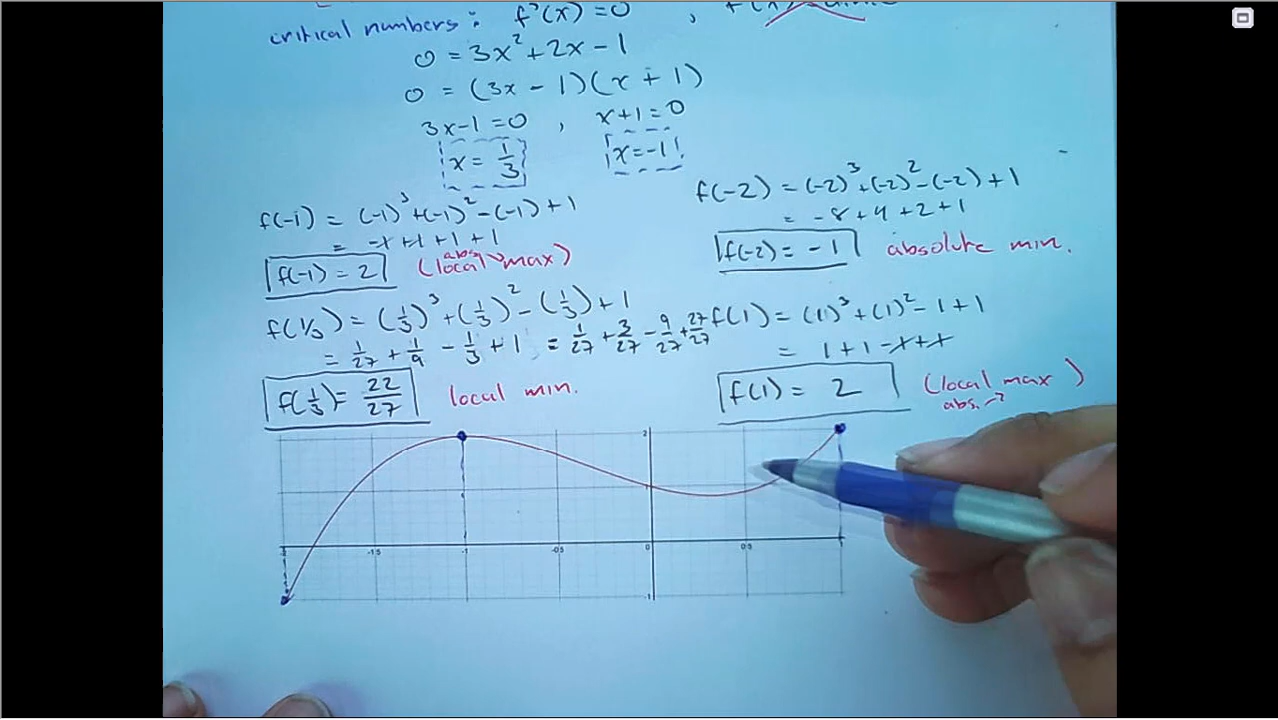 critical numbers: f'(x) = 0 ,
0 = 3x² + 2x - 1
0 = (3x - 1)(x + 1)
3x-1=0 , x+1=0
x = 1/3 x=-1
f(-1) = (-1)³+(-1)²-(-1)+1
= -1+1+1+1
f(-1) = 2 (local abs max)
f(-2) = (-2)³+(-2)²-(-2)+1
= -8+4+2+1
f(-2) = -1 absolute min.
f(1/3) = (1/3)³+(1/3)²-(1/3)+1
= 1/27 + 1/9 - 1/3 + 1 = 1/27 + 3/27 - 9/27 + 27/27
f(1/3) = 22/27 local min.
f(1) = (1)³+(1)²-1+1
= 1+1-1+1
f(1) = 2 (local max)
abs.
2
-2 -1.5 -1 -0.5 0 0.5
-1